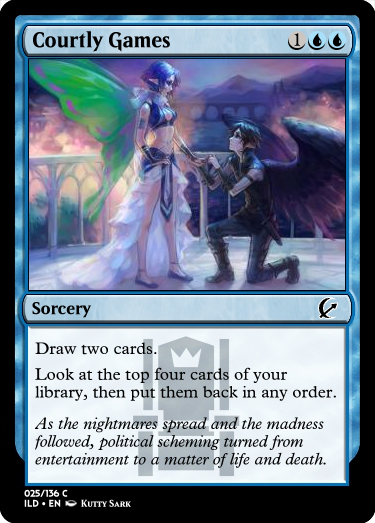 Courtly Games 1
Sorcery
Draw two cards.
Look at the top four cards of your
library, then put them back in any order.
As the nightmares spread and the madness
followed, political scheming turned from
entertainment to a matter of life and death.
025/136 C
ILD • EN Kutty Sark